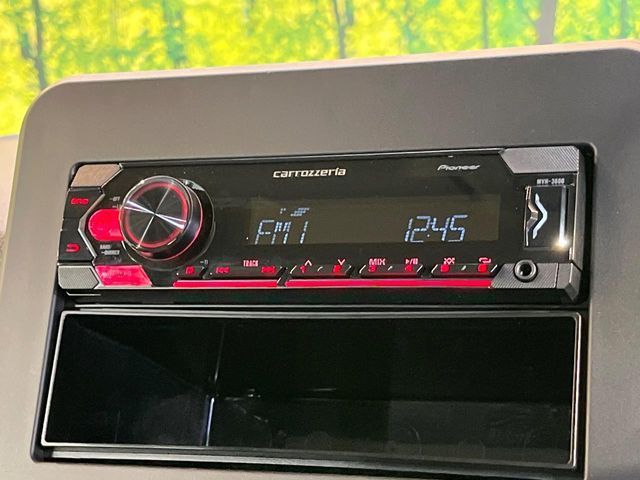 carrozzeria
Pioneer
MVH-3600
FM1
12:45
TRACK
MIX